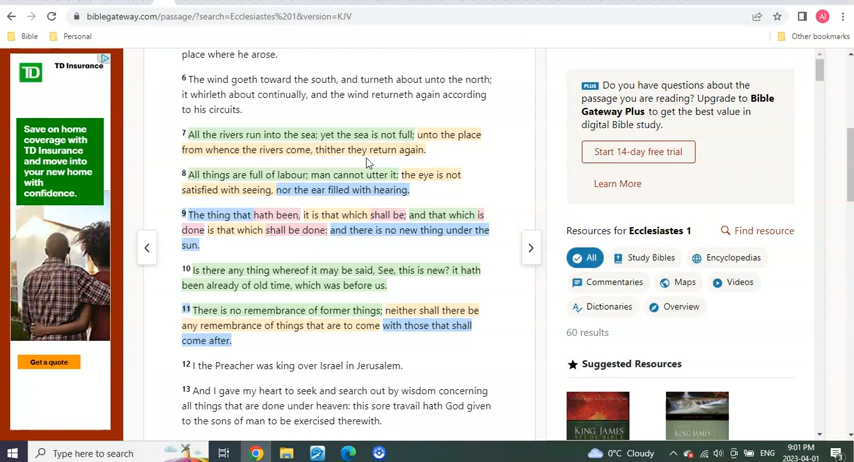 biblegateway.com/passage/?search=Ecclesiastes%201&version=KJV
Bible
Personal
Other bookmarks
TD
TD Insurance
Save on home
coverage with
TD Insurance
and move into
your new home
with
confidence.
Get a quote
place where he arose.
6 The wind goeth toward the south, and turneth about unto the north;
it whirleth about continually, and the wind returneth again according
to his circuits.
7 All the rivers run into the sea; yet the sea is not full; unto the place
from whence the rivers come, thither they return again.
8 All things are full of labour; man cannot utter it: the eye is not
satisfied with seeing, nor the ear filled with hearing.
9 The thing that hath been, it is that which shall be; and that which is
done is that which shall be done: and there is no new thing under the
sun.
10 Is there any thing whereof it may be said, See, this is new? it hath
been already of old time, which was before us.
11 There is no remembrance of former things; neither shall there be
any remembrance of things that are to come with those that shall
come after.
12 I the Preacher was king over Israel in Jerusalem.
13 And I gave my heart to seek and search out by wisdom concerning
all things that are done under heaven: this sore travail hath God given
to the sons of man to be exercised therewith.
PLUS Do you have questions about the
passage you are reading? Upgrade to Bible
Gateway Plus to get the best value in
digital Bible study.
Start 14-day free trial
Learn More
Resources for Ecclesiastes 1
Find resource
All
Study Bibles
Encyclopedias
Commentaries
Maps
Videos
Dictionaries
Overview
60 results
Suggested Resources
KING JAMES
STUDY BIBLE
KING JAMES
Type here to search
0°C Cloudy
ENG
9:01 PM
2023-04-01